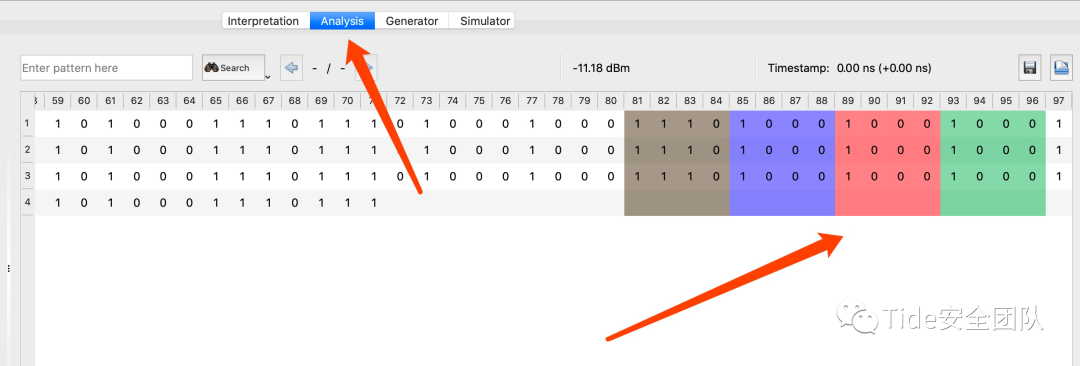 Interpretation Analysis Generator Simulator
Enter pattern here Search - / - -11.18 dBm Timestamp: 0.00 ns (+0.00 ns)
59 60 61 62 63 64 65 66 67 68 69 70 72 73 74 75 76 77 78 79 80 81 82 83 84 85 86 87 88 89 90 91 92 93 94 95 96 97
1 1 0 1 0 0 0 1 1 1 0 1 1 1 0 1 0 0 0 1 0 0 0 1 1 1 0 1 0 0 0 1 0 0 0 1 0 0 0 1
2 1 0 1 0 0 0 1 1 1 0 1 1 1 1 0 0 0 1 0 0 0 1 1 1 0 1 0 0 0 1 0 0 0 1 0 0 0 1
3 1 0 1 0 0 0 1 1 1 0 1 1 1 0 1 0 0 0 1 0 0 0 1 1 1 0 1 0 0 0 1 0 0 0 1 0 0 0 1
4 1 0 1 0 0 0 1 1 1 0 1 1 1
Tide安全团队